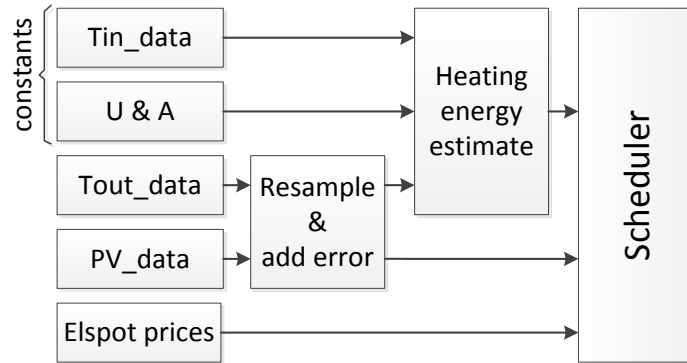 constants
Tin_data
U & A
Tout_data
PV_data
Elspot prices
Resample
&
add error
Heating
energy
estimate
Scheduler